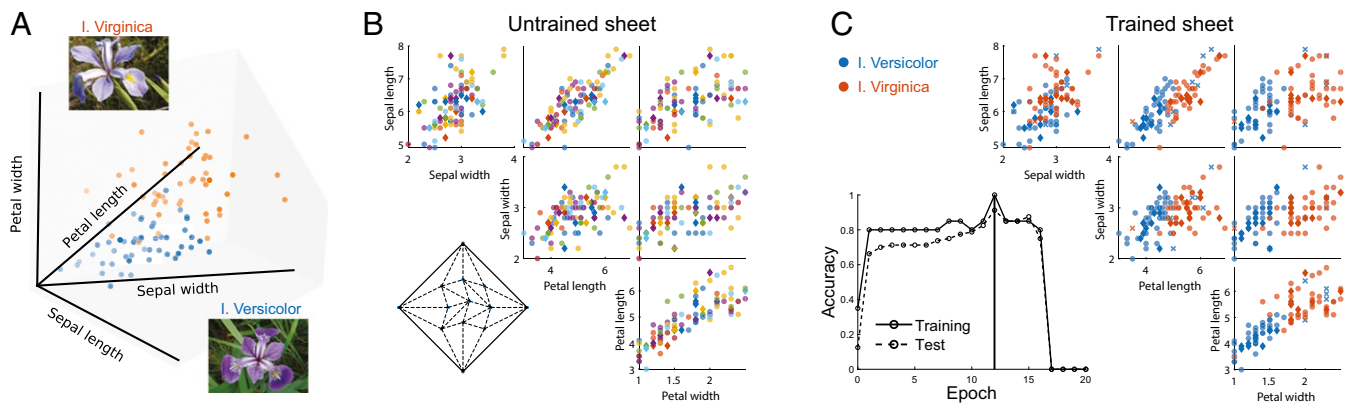 A
I. Virginica
Petal width
Petal length
Sepal width
Sepal length
I. Versicolor
B
Untrained sheet
Sepal length
8
7
6
5
2
3
4
Sepal width
Sepal width
4
3
2
4
6
Petal length
Petal length
6
5
4
3
1
1.5
2
Petal width
C
Trained sheet
I. Versicolor
I. Virginica
Sepal length
8
7
6
5
2
3
4
Sepal width
Sepal width
4
3
2
4
6
Petal length
Petal length
6
5
4
3
1
1.5
2
Petal width
Accuracy
1
0.8
0.6
0.4
0.2
0
Training
Test
0
5
10
15
20
Epoch